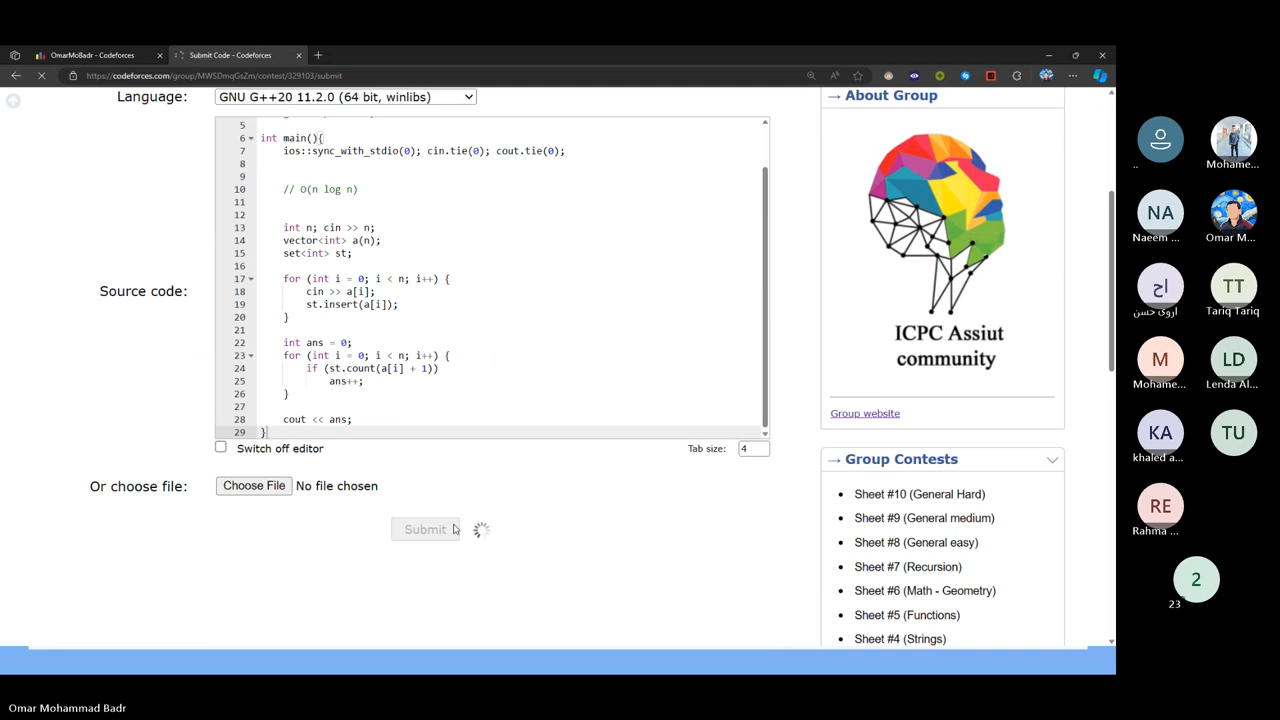 OmarMoBadr - Codeforces
Submit Code - Codeforces
https://codeforces.com/group/MWSDmqGsZm/contest/329103/submit
Language:
GNU G++20 11.2.0 (64 bit, winlibs)
Source code:
5
6 int main(){
7 ios::sync_with_stdio(0); cin.tie(0); cout.tie(0);
8
9
10 // O(n log n)
11
12
13 int n; cin >> n;
14 vector<int> a(n);
15 set<int> st;
16
17 for (int i = 0; i < n; i++) {
18 cin >> a[i];
19 st.insert(a[i]);
20 }
21
22 int ans = 0;
23 for (int i = 0; i < n; i++) {
24 if (st.count(a[i] + 1))
25 ans++;
26 }
27
28 cout << ans;
29 }
Switch off editor
Tab size: 4
Or choose file:
Choose File No file chosen
Submit
→ About Group
ICPC Assiut
community
Group website
→ Group Contests
Sheet #10 (General Hard)
Sheet #9 (General medium)
Sheet #8 (General easy)
Sheet #7 (Recursion)
Sheet #6 (Math - Geometry)
Sheet #5 (Functions)
Sheet #4 (Strings)
..
Mohame...
NA
Naeem ...
Omar M...
اح
اروى حسن
TT
Tariq Tariq
M
Mohame...
LD
Lenda Al...
KA
khaled a...
TU
RE
Rahma ...
2
23
Omar Mohammad Badr